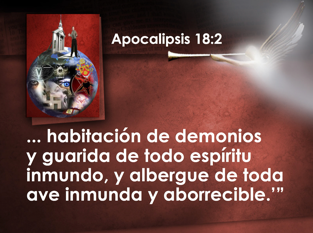 Apocalipsis 18:2
... habitación de demonios
y guarida de todo espíritu
inmundo, y albergue de toda
ave inmunda y aborrecible.’”